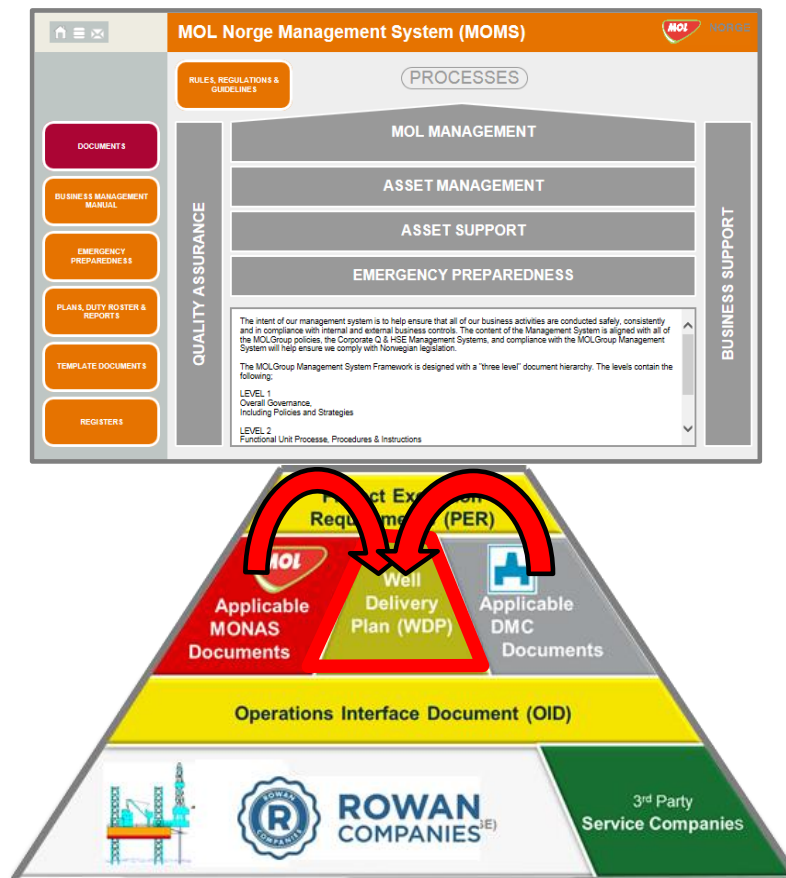 MOL Norge Management System (MOMS)
MOL
NORGE
RULES, REGULATIONS &
GUIDELINES
PROCESSES
DOCUMENTS
BUSINESS MANAGEMENT
MANUAL
EMERGENCY
PREPAREDNESS
PLANS, DUTY ROSTER &
REPORTS
TEMPLATE DOCUMENTS
REGISTERS
QUALITY ASSURANCE
MOL MANAGEMENT
ASSET MANAGEMENT
ASSET SUPPORT
EMERGENCY PREPAREDNESS
BUSINESS SUPPORT
The intent of our management system is to help ensure that all of our business activities are conducted safely, consistently
and in compliance with internal and external business controls. The content of the Management System is aligned with all of
the MOLGroup policies, the Corporate Q & HSE Management Systems, and compliance with the MOLGroup Management
System will help ensure we comply with Norwegian legislation.
The MOLGroup Management System Framework is designed with a "three level" document hierarchy. The levels contain the
following;
LEVEL 1
Overall Governance,
Including Policies and Strategies
LEVEL 2
Functional Unit Processe, Procedures & Instructions
(PER)
MOL
Applicable
MONAS
Documents
Well
Delivery
Plan (WDP)
Applicable
DMC
Documents
Operations Interface Document (OID)
ROWAN
COMPANIES
R
ROWAN
COMPANIES
3rd Party
Service Companies